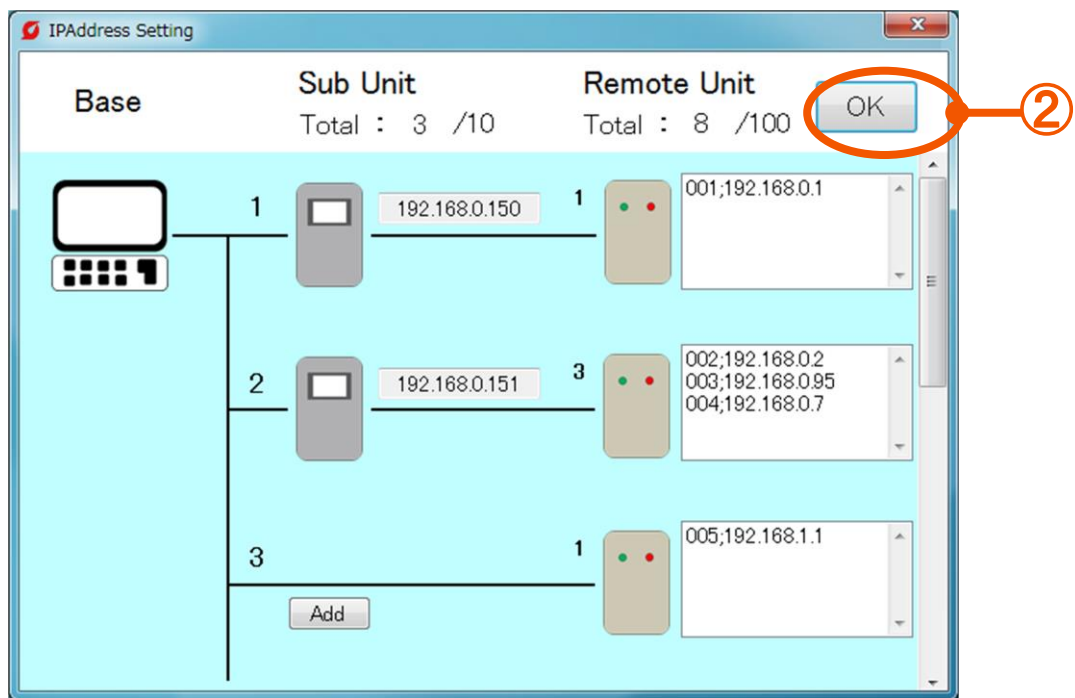 IPAddress Setting
Base
Sub Unit
Total : 3 /10
Remote Unit
Total : 8 /100
OK
②
1
192.168.0.150
1
001;192.168.0.1
2
192.168.0.151
3
002;192.168.0.2
003;192.168.0.95
004;192.168.0.7
3
Add
1
005;192.168.1.1